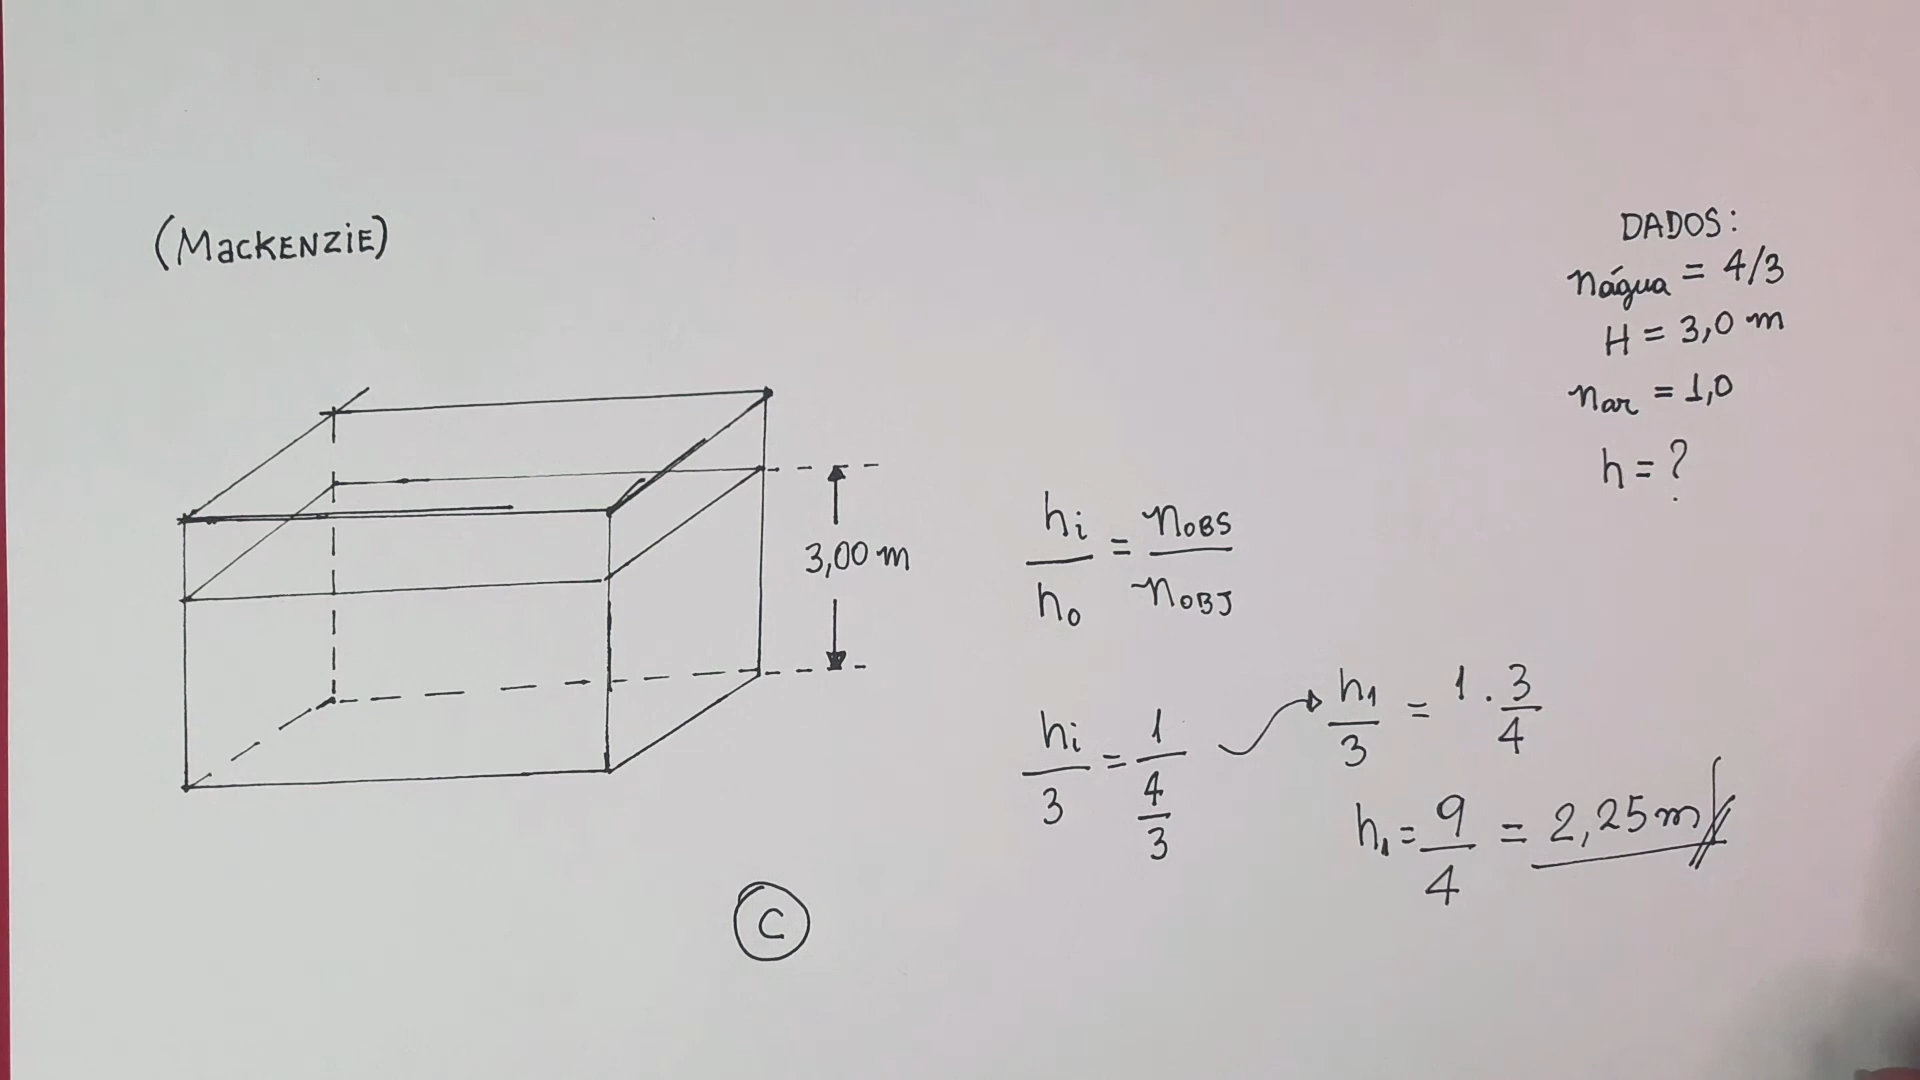 (MacKENZiE)
DADOS:
nágua = 4/3
H = 3,0 m
nar = 1,0
h = ?
3,00 m
hi/ho = nOBS/nOBJ
hi/3 = 1/(4/3)
h1/3 = 1 . 3/4
h1 = 9/4 = 2,25 m
C